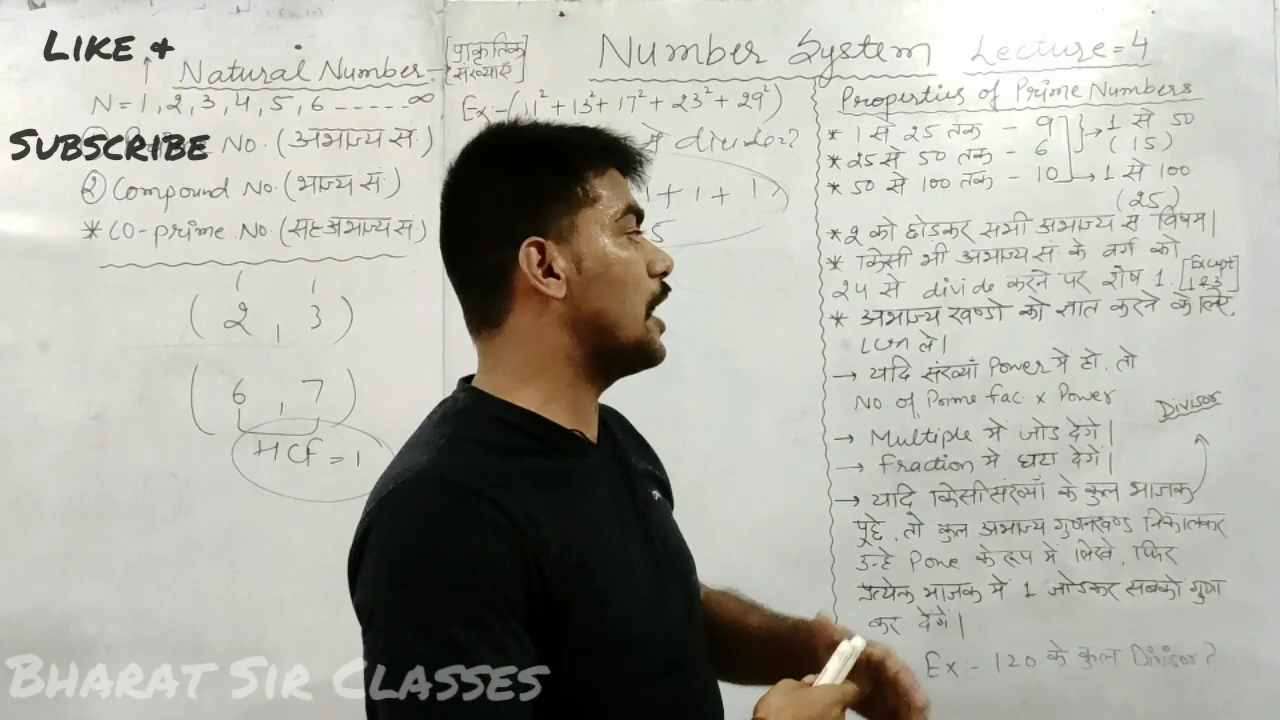 LIKE &
SUBSCRIBE
Natural Number
[प्राकृतिक
संख्याएँ]
N = 1, 2, 3, 4, 5, 6 ------∞
No. (अभाज्य सं.)
② Compound No. (भाज्य सं.)
* CO-prime No. (सह अभाज्य सं.)
(2, 3)
(6, 7)
HCF = 1
Number System Lecture = 4
Ex:- (11² + 13² + 17² + 23² + 29²)
से divide?
1 + 1 + 1
5
Properties of Prime Numbers
* 1 से 25 तक - 9
* 25 से 50 तक - 6
→ 1 से 50
(15)
* 50 से 100 तक - 10 → 1 से 100
(25)
* 2 को छोडकर सभी अभाज्य सं विषम।
* किसी भी अभाज्य सं. के वर्ग को
24 से divide करने पर शेष 1. [Except
1 2 3]
* अभाज्य खण्डो को ज्ञात करने के लिए,
LCM ले।
→ यदि संख्याँ Power मे हो, तो
No. of Prime fac. x Power
→ Multiple में जोड देंगे।
→ fraction में घटा देंगे।
Divisor
→ यदि किसी संख्याँ के कुल भाजक
पूछे, तो कुल अभाज्य गुणनखण्ड निकालकर
उन्हे के रूप मे लिखे, फिर
प्रत्येक भाजक में 1 जोडकर सबको गुणा
कर देंगे।
Ex:- 120 के कुल Divisor?
BHARAT SIR CLASSES